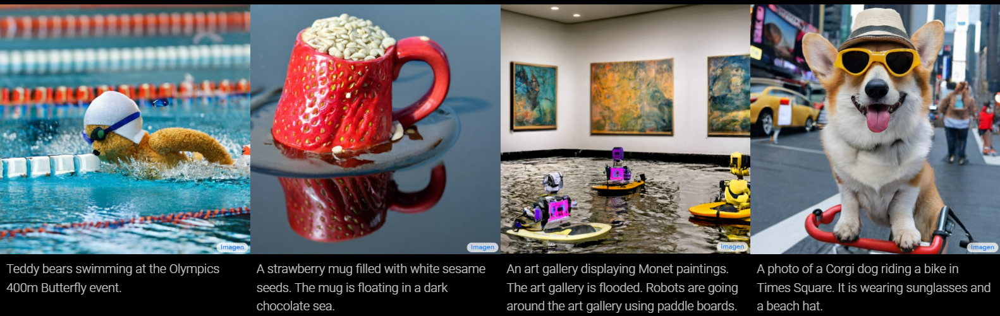 Imagen
Imagen
Imagen
Imagen
Teddy bears swimming at the Olympics
400m Butterfly event.
A strawberry mug filled with white sesame
seeds. The mug is floating in a dark
chocolate sea.
An art gallery displaying Monet paintings.
The art gallery is flooded. Robots are going
around the art gallery using paddle boards.
A photo of a Corgi dog riding a bike in
Times Square. It is wearing sunglasses and
a beach hat.